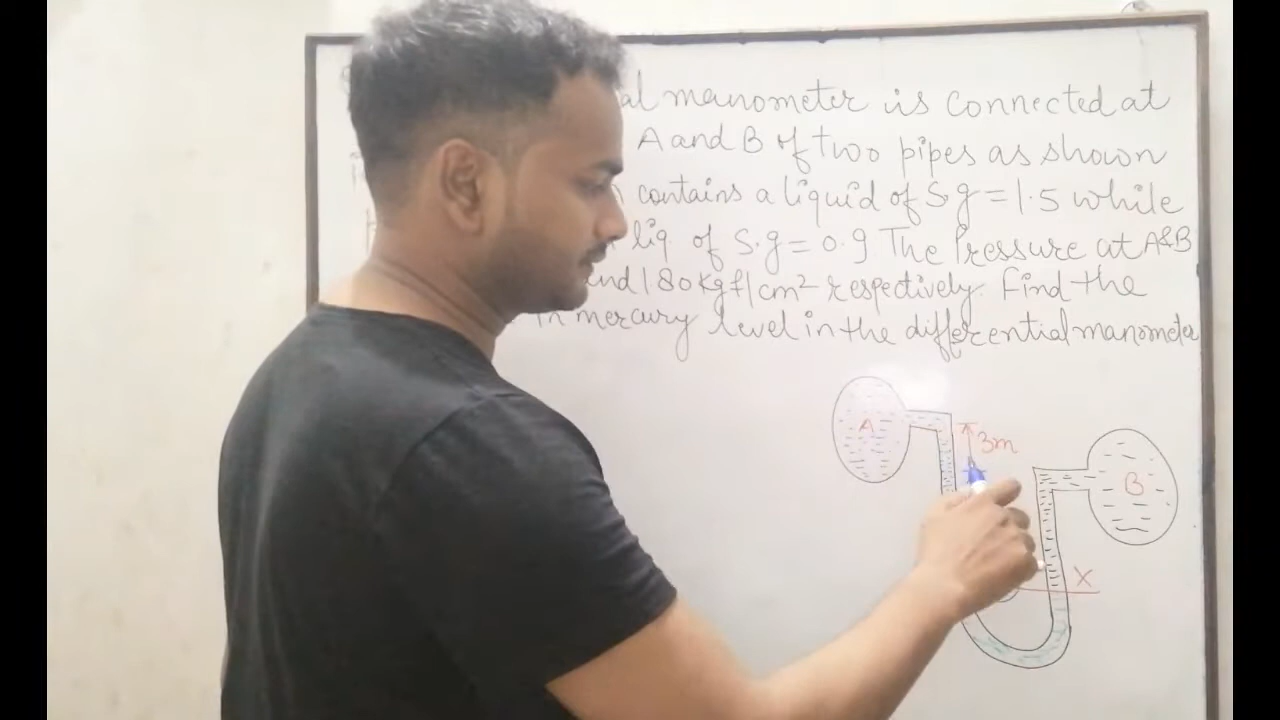 al manometer is connected at
A and B of two pipes as shown
contains a liquid of S.g = 1.5 while
liq of S.g = 0.9 The Pressure at A&B
and 180 kgf/cm² respectively. Find the
in mercury level in the differential manometer
A
3m
B
X